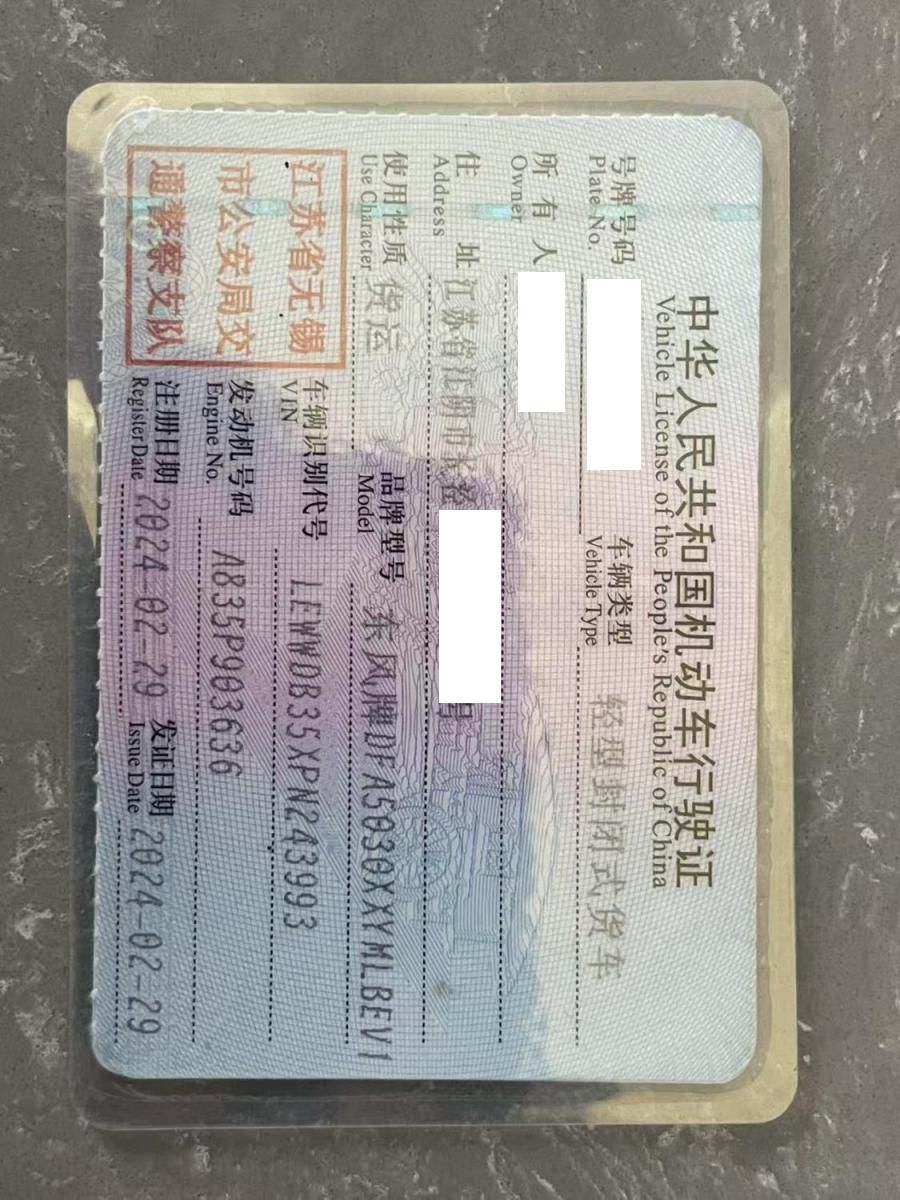 中华人民共和国机动车行驶证
Vehicle License of the People's Republic of China
号牌号码 车辆类型 轻型封闭式货车
Plate No. Vehicle Type
所有人
Owner
住址 江苏省江阴市长泾 号
Address
使用性质 货运 品牌型号 东风牌DFA5030XXYMLBEV1
Use Character Model
江苏省无锡
市公安局交
通警察支队
车辆识别代号 LEWWDB35XPN243993
VIN
发动机号码 A835P903636
Engine No.
注册日期 2024-02-29 发证日期 2024-02-29
Register Date Issue Date